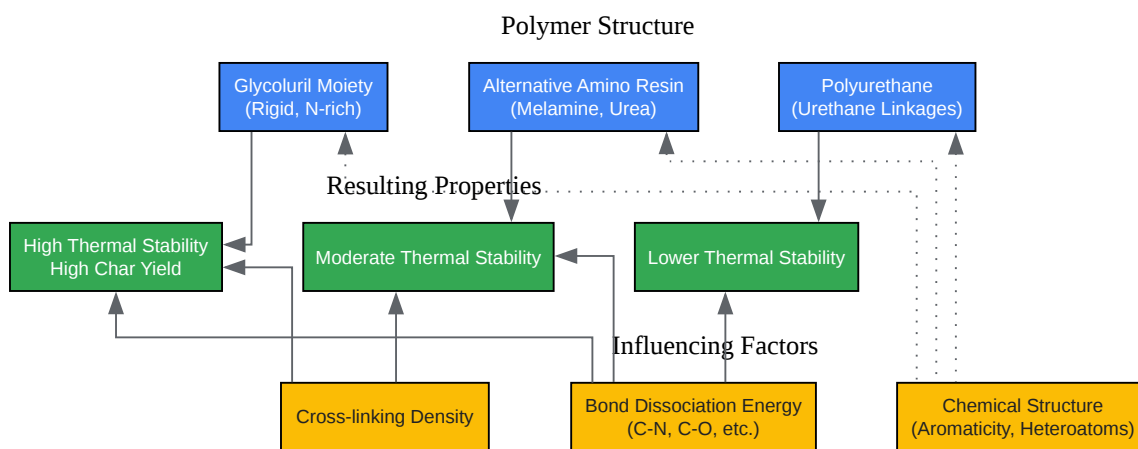 Polymer Structure
Glycoluril Moiety
(Rigid, N-rich)
Alternative Amino Resin
(Melamine, Urea)
Polyurethane
(Urethane Linkages)
Resulting Properties
High Thermal Stability
High Char Yield
Moderate Thermal Stability
Lower Thermal Stability
Influencing Factors
Cross-linking Density
Bond Dissociation Energy
(C-N, C-O, etc.)
Chemical Structure
(Aromaticity, Heteroatoms)